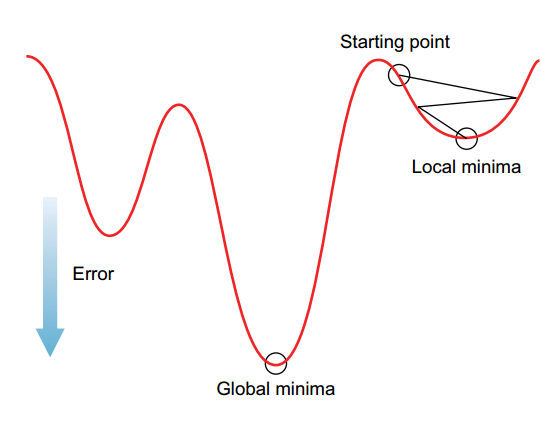 Starting point
Local minima
Error
Global minima